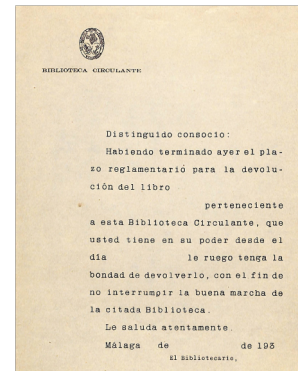 BIBLIOTECA CIRCULANTE
Distinguido consocio:
Habiendo terminado ayer el pla-
zo reglamentarió para la devolu-
ción del libro
perteneciente
a esta Biblioteca Circulante, que
usted tiene en su poder desde el
día le ruego tenga la
bondad de devolverlo, con el fin de
no interrumpir la buena marcha de
la citada Biblioteca.
Le saluda atentamente.
Málaga de de 193
El Bibliotecario,